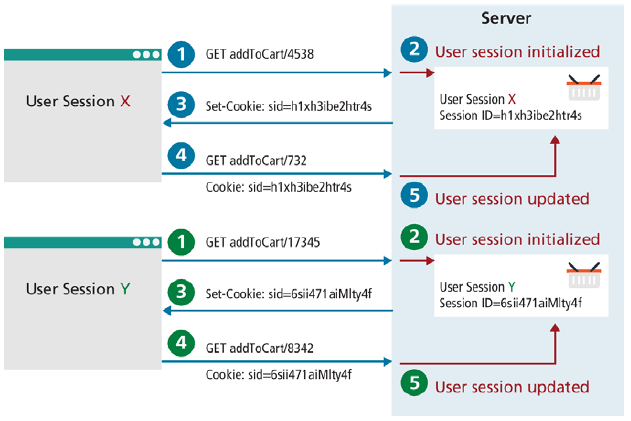 Server
1 GET addToCart/4538
2 User session initialized
User Session X
3 Set-Cookie: sid=h1xh3ibe2htr4s
User Session X
Session ID=h1xh3ibe2htr4s
4 GET addToCart/732
Cookie: sid=h1xh3ibe2htr4s
5 User session updated
1 GET addToCart/17345
2 User session initialized
User Session Y
3 Set-Cookie: sid=6sii471aiMlty4f
User Session Y
Session ID=6sii471aiMlty4f
4 GET addToCart/8342
Cookie: sid=6sii471aiMlty4f
5 User session updated